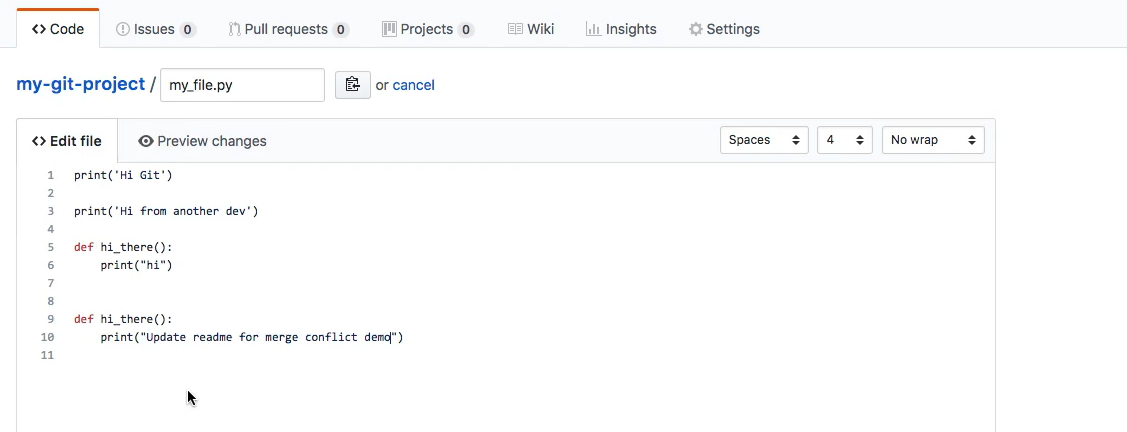 <> Code Issues 0 Pull requests 0 Projects 0 Wiki Insights Settings
my-git-project / my_file.py or cancel
<> Edit file Preview changes Spaces 4 No wrap
1 print('Hi Git')
2
3 print('Hi from another dev')
4
5 def hi_there():
6     print("hi")
7
8
9 def hi_there():
10     print("Update readme for merge conflict demo")
11